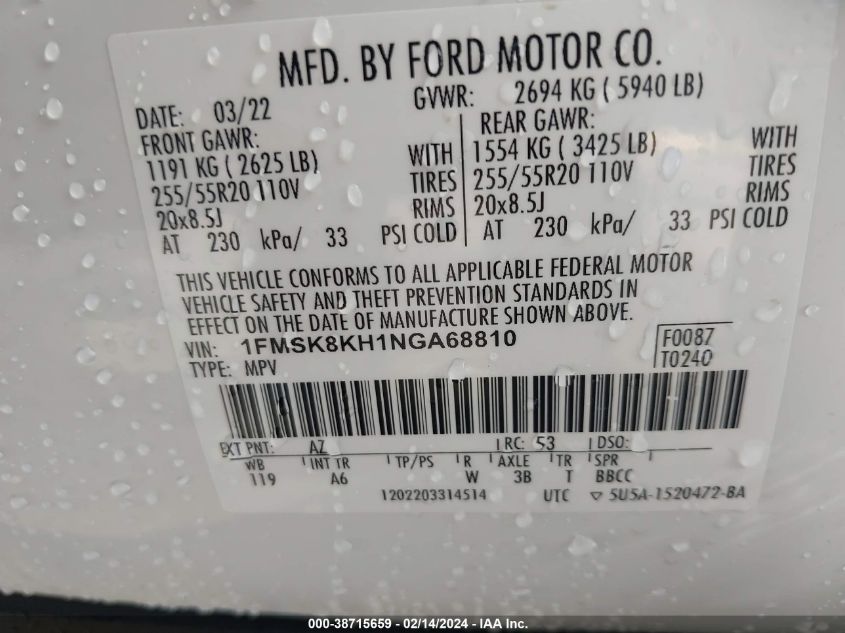 MFD. BY FORD MOTOR CO.
DATE: 03/22 GVWR: 2694 KG ( 5940 LB)
FRONT GAWR: REAR GAWR:
1191 KG ( 2625 LB) WITH 1554 KG ( 3425 LB) WITH
255/55R20 110V TIRES 255/55R20 110V TIRES
20x8.5J RIMS 20x8.5J RIMS
AT 230 kPa/ 33 PSI COLD AT 230 kPa/ 33 PSI COLD
THIS VEHICLE CONFORMS TO ALL APPLICABLE FEDERAL MOTOR
VEHICLE SAFETY AND THEFT PREVENTION STANDARDS IN
EFFECT ON THE DATE OF MANUFACTURE SHOWN ABOVE.
VIN: 1FMSK8KH1NGA68810 F0087
TYPE: MPV T0240
EXT PNT: AZ RC: 53 DSO:
WB INT TR TP/PS R AXLE TR SPR
119 A6 W 3B T BBCC
1202203314514 UTC ▽ 5U5A-1520472-BA
000-38715659 - 02/14/2024 - IAA Inc.